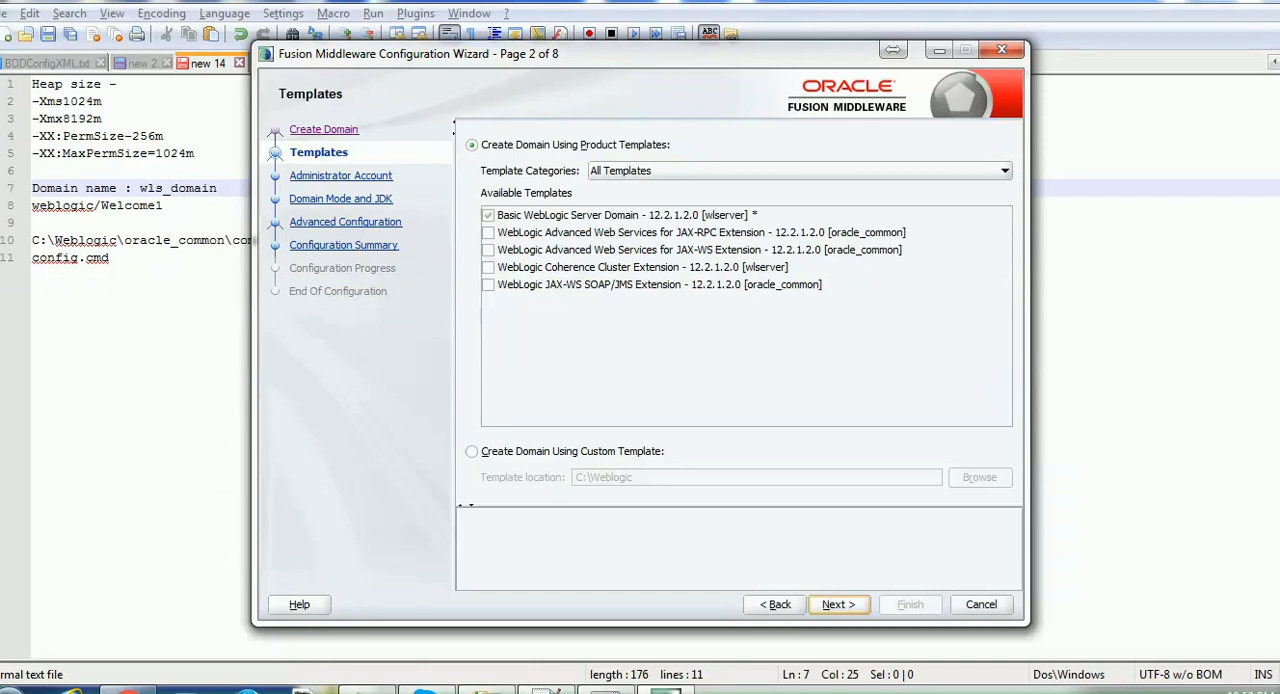 Edit Search View Encoding Language Settings Macro Run Plugins Window ?
BDDConfigXML.txt new 2 new 14
1 Heap size -
2 -Xms1024m
3 -Xmx8192m
4 -XX:PermSize-256m
5 -XX:MaxPermSize=1024m
6
7 Domain name : wls_domain
8 weblogic/Welcome1
9
10 C:\Weblogic\oracle_common\com
11 config.cmd
Fusion Middleware Configuration Wizard - Page 2 of 8
Templates
ORACLE
FUSION MIDDLEWARE
Create Domain
Templates
Administrator Account
Domain Mode and JDK
Advanced Configuration
Configuration Summary
Configuration Progress
End Of Configuration
Create Domain Using Product Templates:
Template Categories: All Templates
Available Templates
Basic WebLogic Server Domain - 12.2.1.2.0 [wlserver] *
WebLogic Advanced Web Services for JAX-RPC Extension - 12.2.1.2.0 [oracle_common]
WebLogic Advanced Web Services for JAX-WS Extension - 12.2.1.2.0 [oracle_common]
WebLogic Coherence Cluster Extension - 12.2.1.2.0 [wlserver]
WebLogic JAX-WS SOAP/JMS Extension - 12.2.1.2.0 [oracle_common]
Create Domain Using Custom Template:
Template location: C:\Weblogic Browse
Help < Back Next > Finish Cancel
rmal text file length : 176 lines : 11 Ln : 7 Col : 25 Sel : 0 | 0 Dos\Windows UTF-8 w/o BOM INS